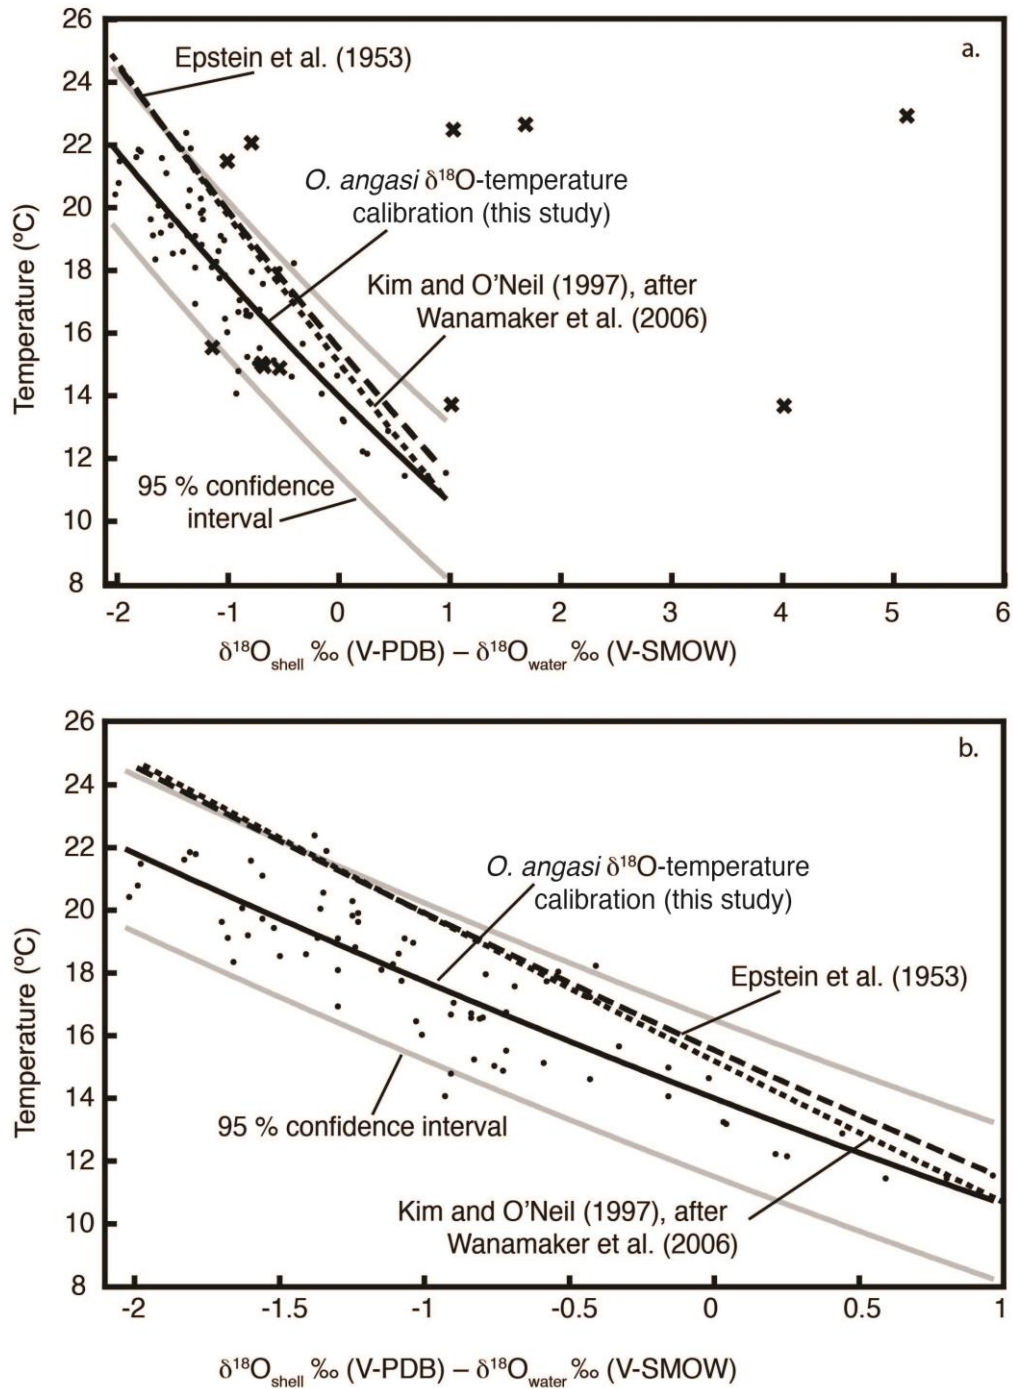 26
24
22
20
18
16
14
12
10
8
Temperature (ºC)
a.
Epstein et al. (1953)
O. angasi δ¹⁸O-temperature
calibration (this study)
Kim and O'Neil (1997), after
Wanamaker et al. (2006)
95 % confidence
interval
-2 -1 0 1 2 3 4 5 6
δ¹⁸Oshell ‰ (V-PDB) – δ¹⁸Owater ‰ (V-SMOW)
26
24
22
20
18
16
14
12
10
8
Temperature (ºC)
b.
O. angasi δ¹⁸O-temperature
calibration (this study)
Epstein et al. (1953)
95 % confidence interval
Kim and O'Neil (1997), after
Wanamaker et al. (2006)
-2 -1.5 -1 -0.5 0 0.5 1
δ¹⁸Oshell ‰ (V-PDB) – δ¹⁸Owater ‰ (V-SMOW)